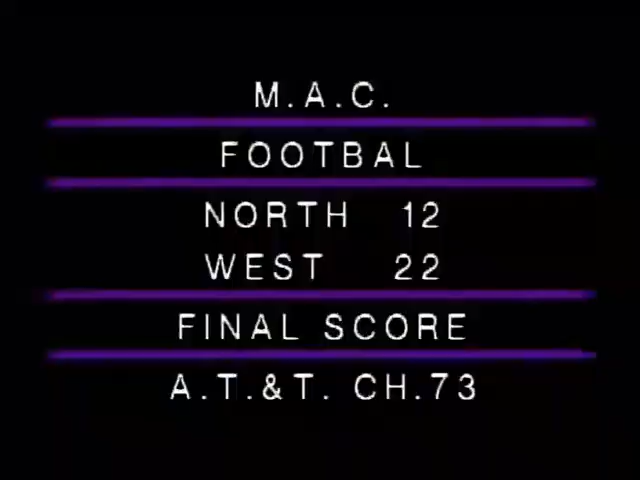 M.A.C.
FOOTBAL
NORTH 12
WEST 22
FINAL SCORE
A.T.&T. CH.73